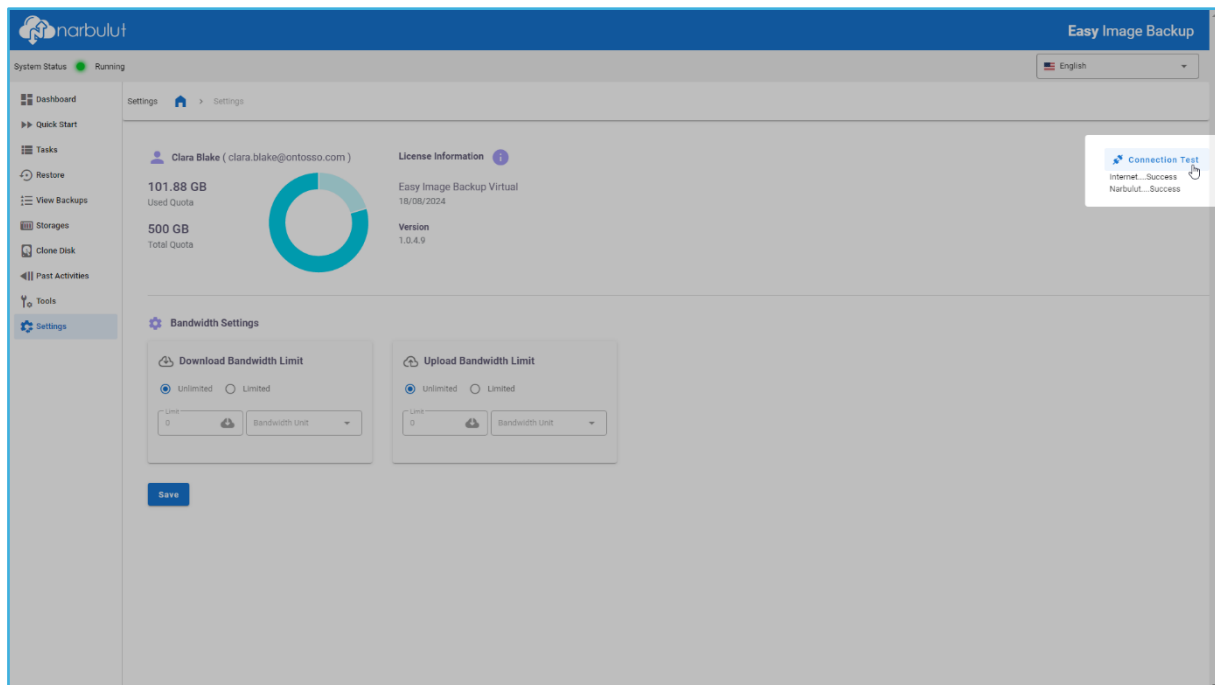 narbulut
Easy Image Backup
System Status Running
English
Dashboard
Quick Start
Tasks
Restore
View Backups
Storages
Clone Disk
Past Activities
Tools
Settings
Settings > Settings
Clara Blake ( clara.blake@ontosso.com )
101.88 GB
Used Quota
500 GB
Total Quota
License Information
Easy Image Backup Virtual
18/08/2024
Version
1.0.4.9
Connection Test
Internet....Success
Narbulut....Success
Bandwidth Settings
Download Bandwidth Limit
Unlimited Limited
Limit
0 Bandwidth Unit
Upload Bandwidth Limit
Unlimited Limited
Limit
0 Bandwidth Unit
Save